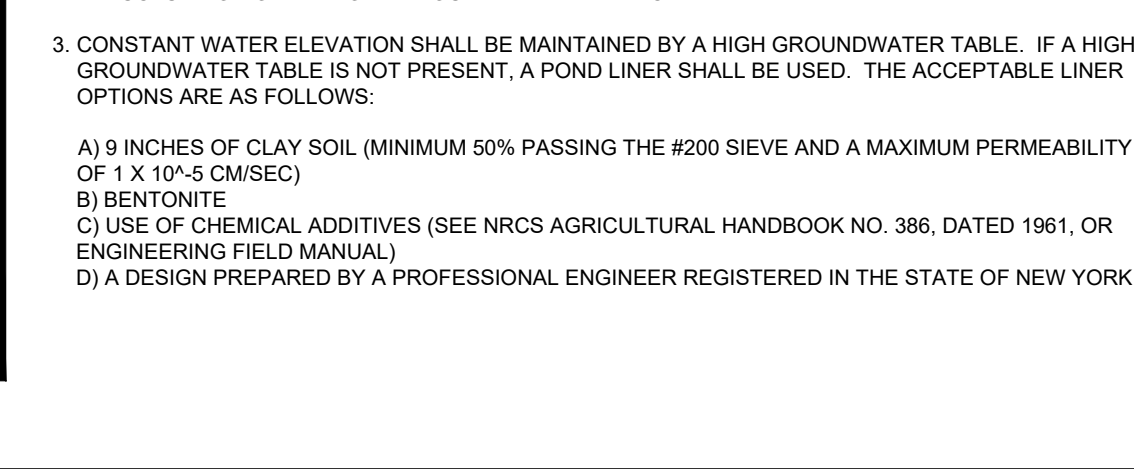 3. CONSTANT WATER ELEVATION SHALL BE MAINTAINED BY A HIGH GROUNDWATER TABLE. IF A HIGH
GROUNDWATER TABLE IS NOT PRESENT, A POND LINER SHALL BE USED. THE ACCEPTABLE LINER
OPTIONS ARE AS FOLLOWS:
A) 9 INCHES OF CLAY SOIL (MINIMUM 50% PASSING THE #200 SIEVE AND A MAXIMUM PERMEABILITY
OF 1 X 10^-5 CM/SEC)
B) BENTONITE
C) USE OF CHEMICAL ADDITIVES (SEE NRCS AGRICULTURAL HANDBOOK NO. 386, DATED 1961, OR
ENGINEERING FIELD MANUAL)
D) A DESIGN PREPARED BY A PROFESSIONAL ENGINEER REGISTERED IN THE STATE OF NEW YORK